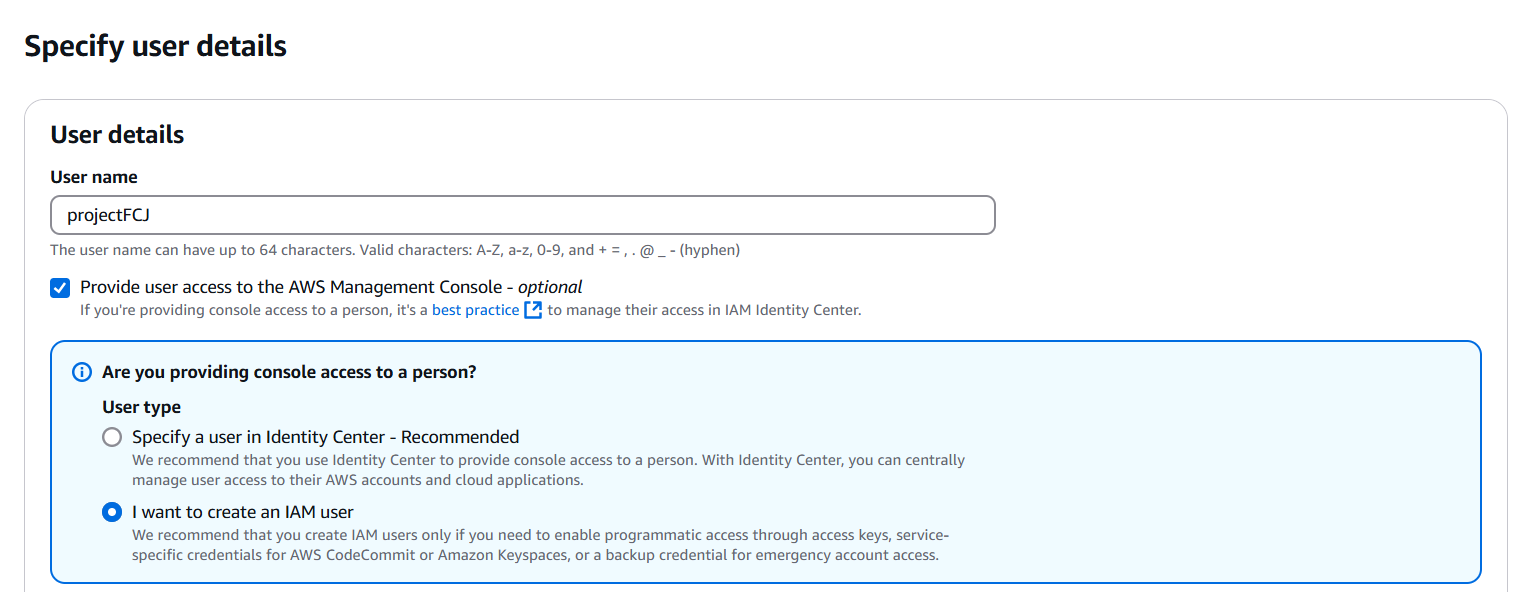 Specify user details
User details
User name
projectFCJ
The user name can have up to 64 characters. Valid characters: A-Z, a-z, 0-9, and + = , . @ _ - (hyphen)
Provide user access to the AWS Management Console - optional
If you're providing console access to a person, it's a best practice to manage their access in IAM Identity Center.
Are you providing console access to a person?
User type
Specify a user in Identity Center - Recommended
We recommend that you use Identity Center to provide console access to a person. With Identity Center, you can centrally
manage user access to their AWS accounts and cloud applications.
I want to create an IAM user
We recommend that you create IAM users only if you need to enable programmatic access through access keys, service-
specific credentials for AWS CodeCommit or Amazon Keyspaces, or a backup credential for emergency account access.